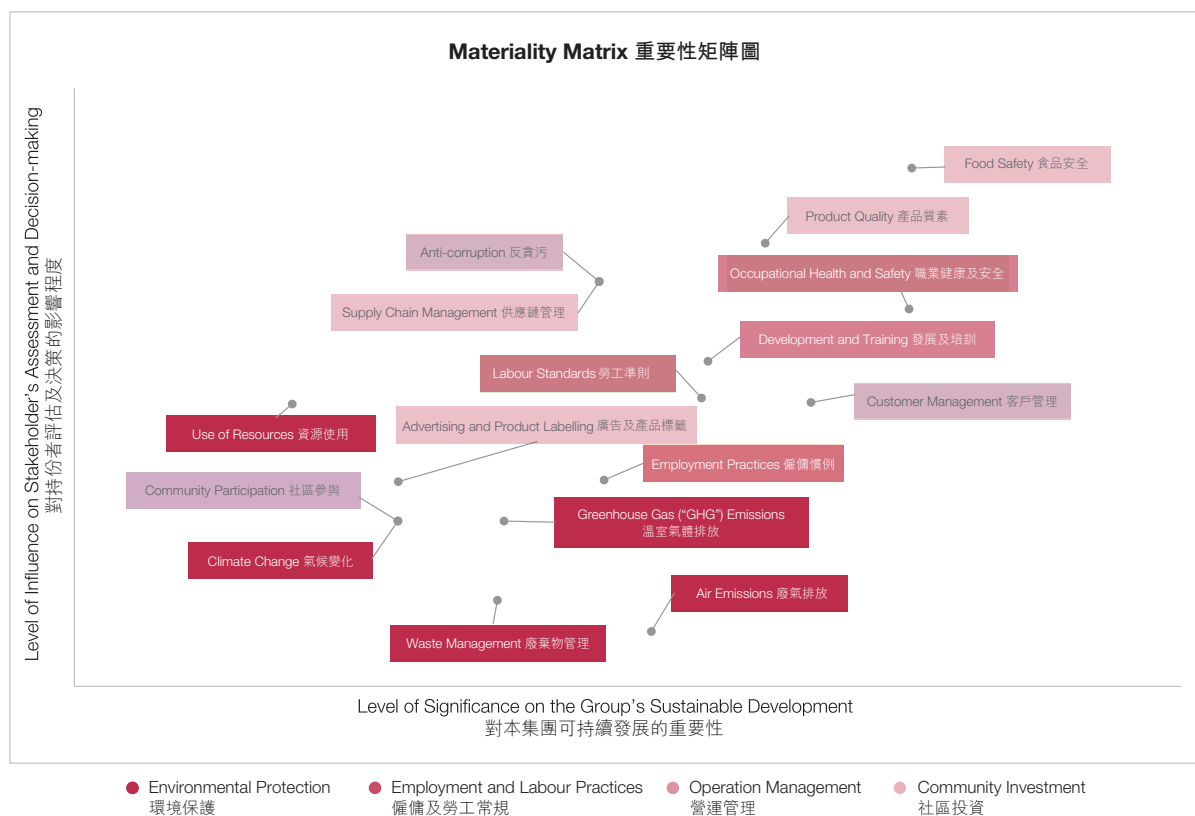 Materiality Matrix 重要性矩陣圖
Level of Influence on Stakeholder's Assessment and Decision-making
對持份者評估及決策的影響程度
Food Safety 食品安全
Product Quality 產品質素
Anti-corruption 反貪污
Occupational Health and Safety 職業健康及安全
Supply Chain Management 供應鏈管理
Development and Training 發展及培訓
Labour Standards 勞工準則
Customer Management 客戶管理
Advertising and Product Labelling 廣告及產品標籤
Use of Resources 資源使用
Employment Practices 僱傭慣例
Community Participation 社區參與
Greenhouse Gas (“GHG”) Emissions
溫室氣體排放
Climate Change 氣候變化
Air Emissions 廢氣排放
Waste Management 廢棄物管理
Level of Significance on the Group's Sustainable Development
對本集團可持續發展的重要性
Environmental Protection
環境保護
Employment and Labour Practices
僱傭及勞工常規
Operation Management
營運管理
Community Investment
社區投資